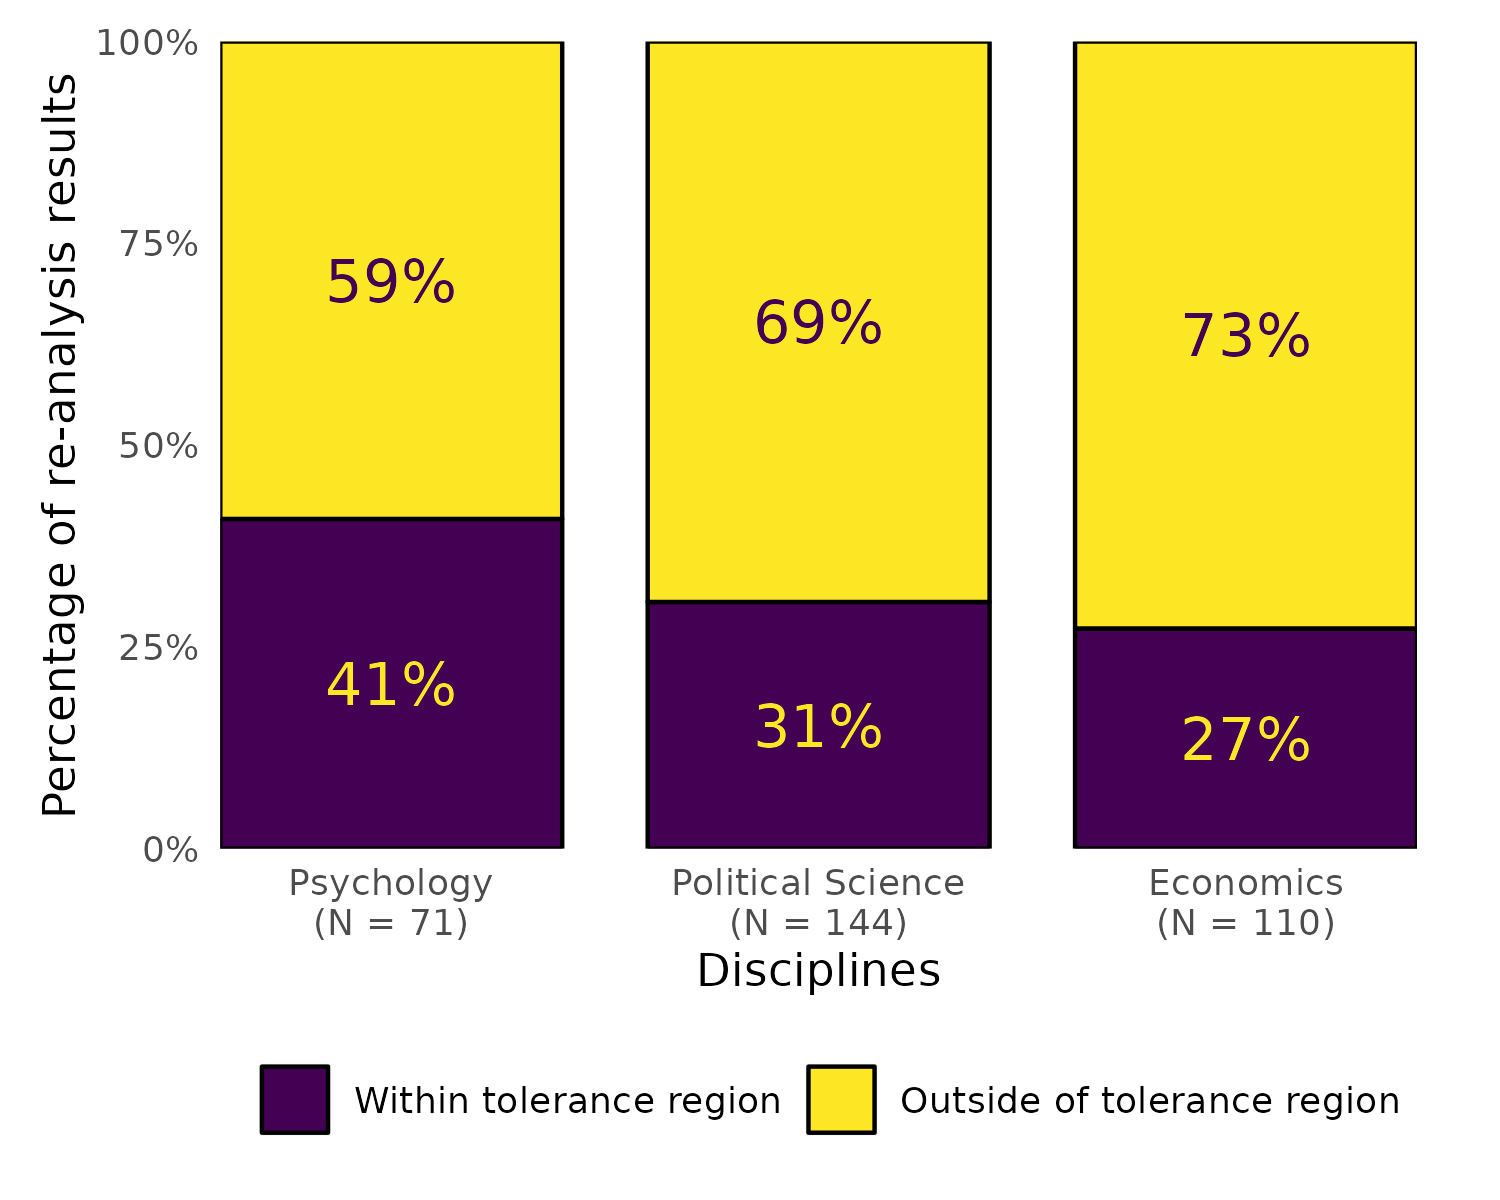 Percentage of re-analysis results
100%
75%
50%
25%
0%
59%
69%
73%
41%
31%
27%
Psychology
(N = 71)
Political Science
(N = 144)
Economics
(N = 110)
Disciplines
Within tolerance region
Outside of tolerance region